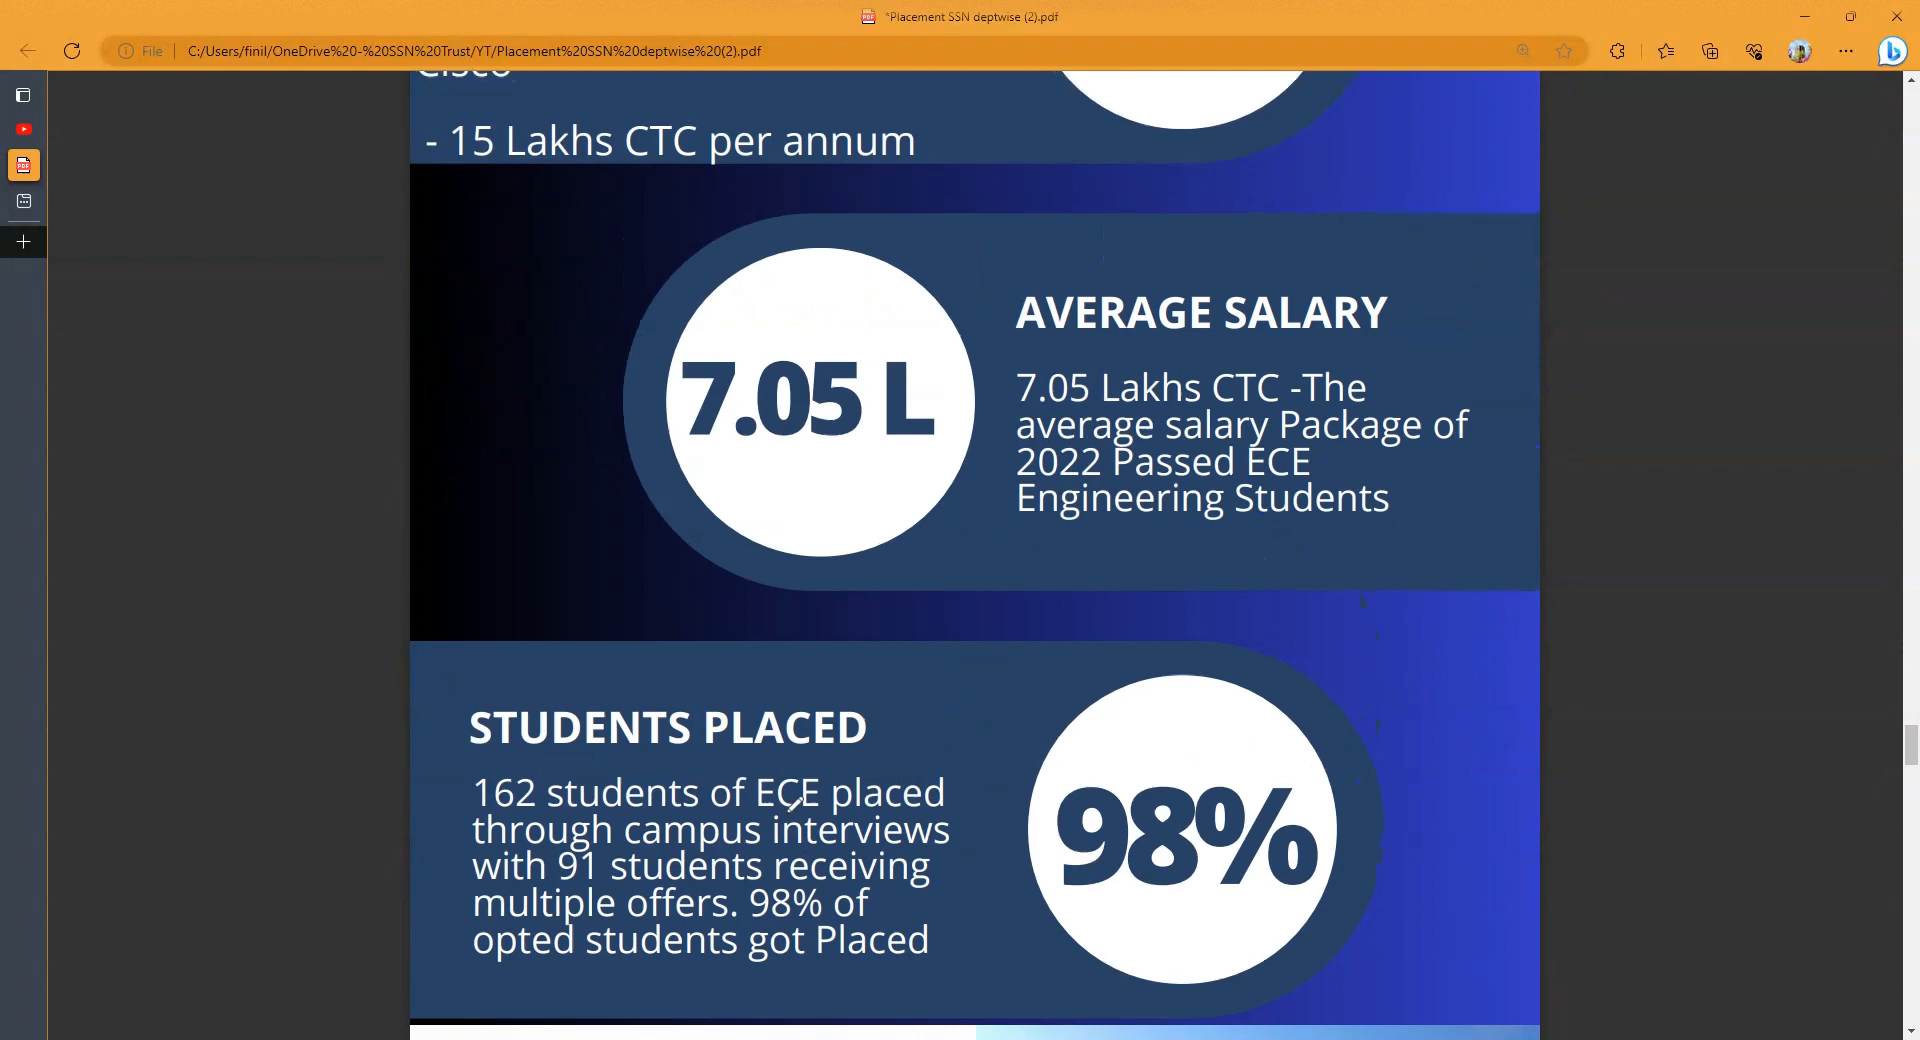 *Placement SSN deptwise (2).pdf
File
C:/Users/finil/OneDrive%20-%20SSN%20Trust/YT/Placement%20SSN%20deptwise%20(2).pdf
Cisco
- 15 Lakhs CTC per annum
7.05 L
AVERAGE SALARY
7.05 Lakhs CTC -The
average salary Package of
2022 Passed ECE
Engineering Students
STUDENTS PLACED
162 students of ECE placed
through campus interviews
with 91 students receiving
multiple offers. 98% of
opted students got Placed
98%